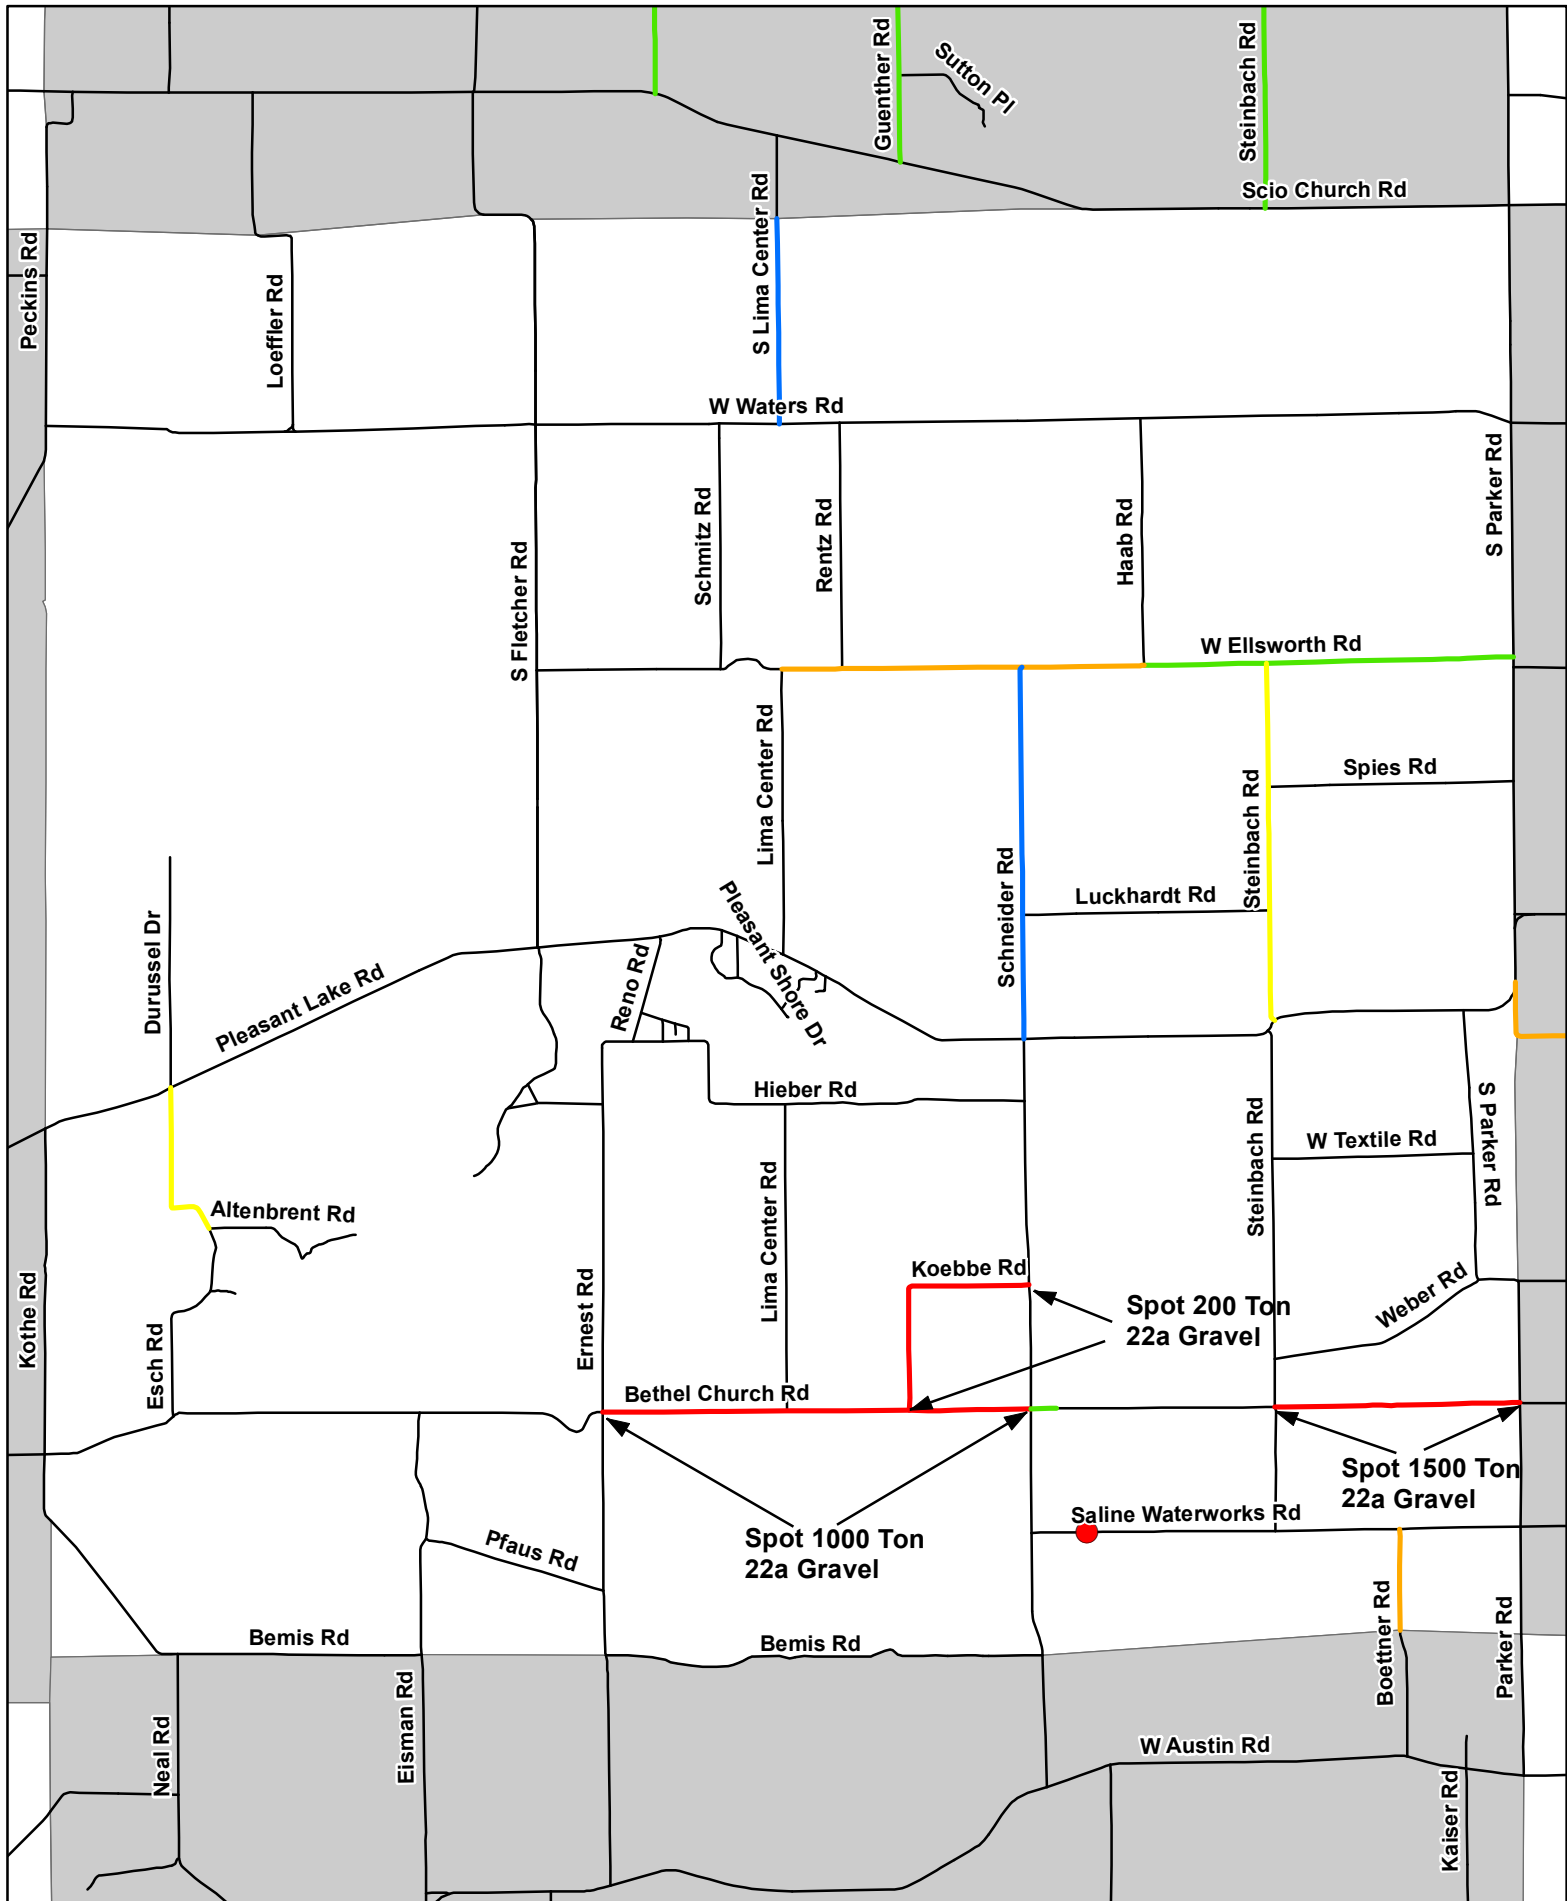 Guenther Rd
Sutton Pl
Steinbach Rd
Scio Church Rd
Peckins Rd
Loeffler Rd
S Lima Center Rd
W Waters Rd
S Parker Rd
S Fletcher Rd
Schmitz Rd
Rentz Rd
Haab Rd
W Ellsworth Rd
Lima Center Rd
Spies Rd
Steinbach Rd
Schneider Rd
Luckhardt Rd
Durussel Dr
Pleasant Lake Rd
Reno Rd
Pleasant Shore Dr
Hieber Rd
Steinbach Rd
W Textile Rd
S Parker Rd
Altenbrent Rd
Lima Center Rd
Kothe Rd
Esch Rd
Ernest Rd
Koebbe Rd
Weber Rd
Spot 200 Ton
22a Gravel
Bethel Church Rd
Spot 1500 Ton
22a Gravel
Saline Waterworks Rd
Spot 1000 Ton
22a Gravel
Pfaus Rd
Bemis Rd
Bemis Rd
Boettner Rd
Parker Rd
Neal Rd
Eisman Rd
W Austin Rd
Kaiser Rd